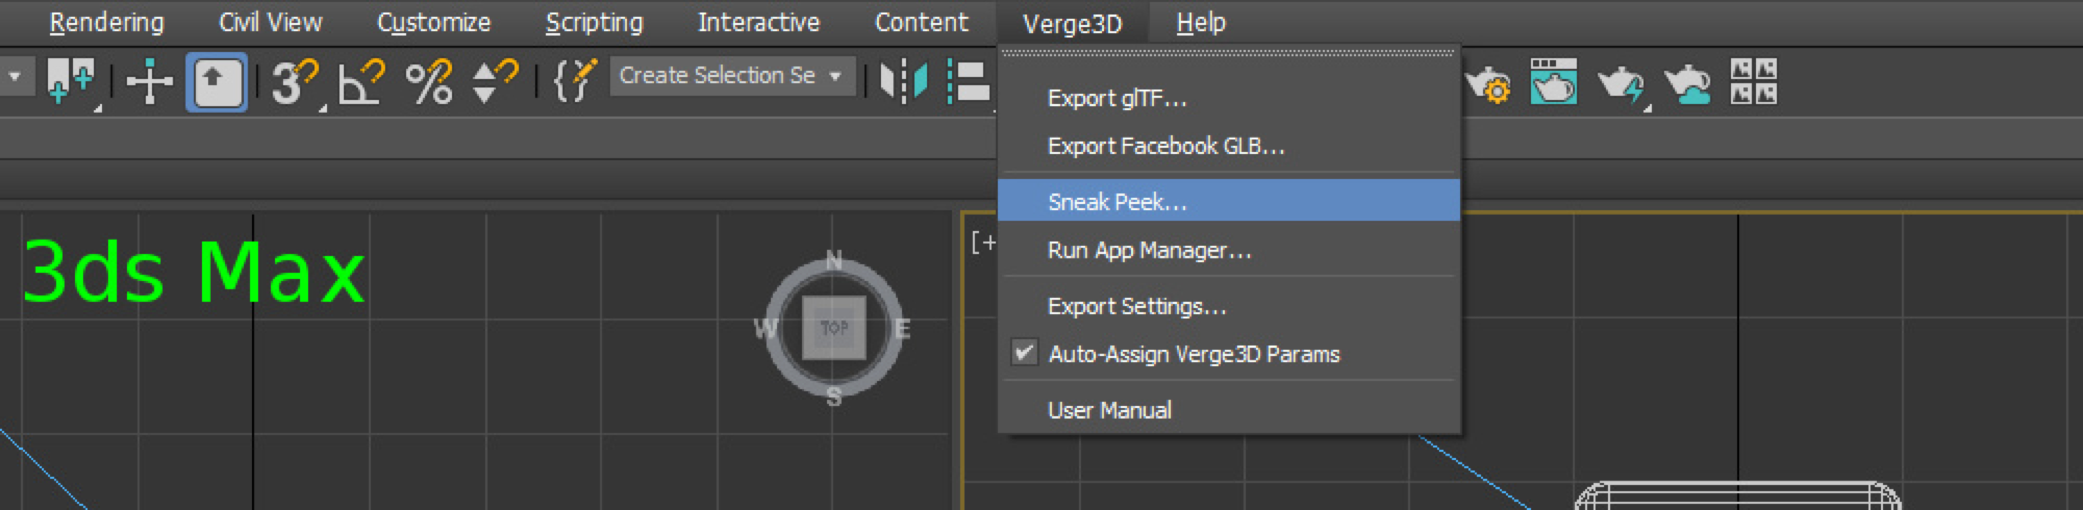 Rendering Civil View Customize Scripting Interactive Content Verge3D Help
3 % {} Create Selection Se
Export glTF...
Export Facebook GLB...
Sneak Peek...
Run App Manager...
Export Settings...
Auto-Assign Verge3D Params
User Manual
3ds Max
N
W TOP E
S
[+